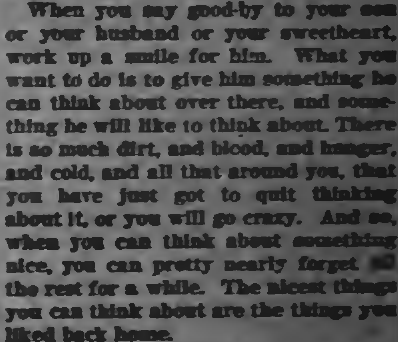 When you say good-by to your son
or your husband or your sweetheart,
work up a smile for him. What you
want to do is to give him something he
can think about over there, and some-
thing he will like to think about. There
is so much dirt, and blood, and hunger,
and cold, and all that around you, that
you have just got to quit thinking
about it, or you will go crazy. And so,
when you can think about something
nice, you can pretty nearly forget all
the rest for a while. The nicest things
you can think about are the things you
liked back home.